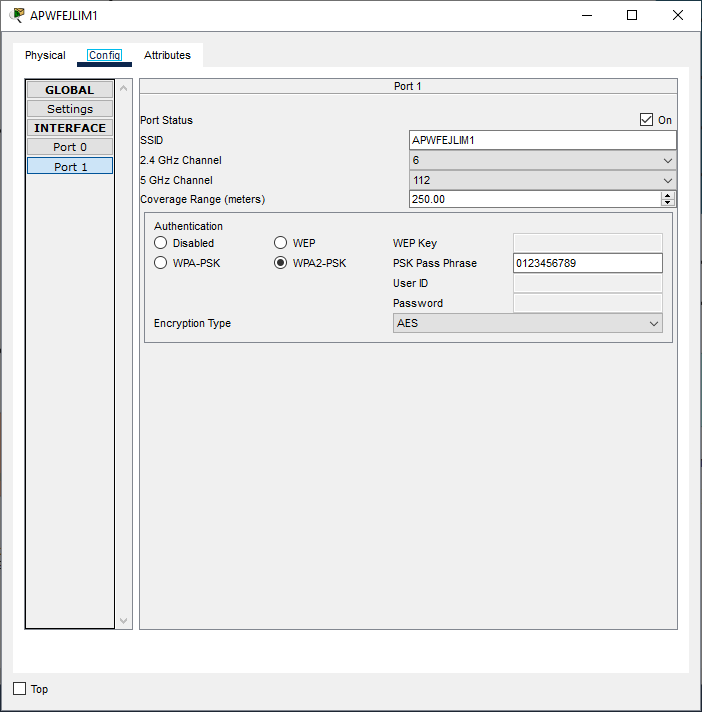 APWFEJLIM1
Physical Config Attributes
GLOBAL
Settings
INTERFACE
Port 0
Port 1
Port 1
Port Status On
SSID APWFEJLIM1
2.4 GHz Channel 6
5 GHz Channel 112
Coverage Range (meters) 250.00
Authentication
Disabled WEP WEP Key
WPA-PSK WPA2-PSK PSK Pass Phrase 0123456789
User ID
Password
Encryption Type AES
Top